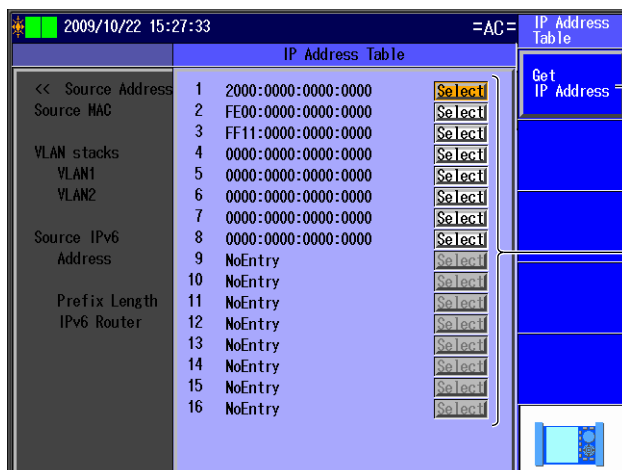 2009/10/22 15:27:33 =AC= IP Address
Table
IP Address Table
Get
IP Address
<< Source Address
Source MAC
VLAN stacks
VLAN1
VLAN2
Source IPv6
Address
Prefix Length
IPv6 Router
1 2000:0000:0000:0000 Select
2 FE00:0000:0000:0000 Select
3 FF11:0000:0000:0000 Select
4 0000:0000:0000:0000 Select
5 0000:0000:0000:0000 Select
6 0000:0000:0000:0000 Select
7 0000:0000:0000:0000 Select
8 0000:0000:0000:0000 Select
9 NoEntry Select
10 NoEntry Select
11 NoEntry Select
12 NoEntry Select
13 NoEntry Select
14 NoEntry Select
15 NoEntry Select
16 NoEntry Select